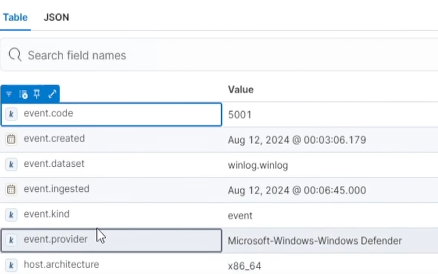 Table JSON
Search field names
Value
event.code 5001
event.created Aug 12, 2024 @ 00:03:06.179
event.dataset winlog.winlog
event.ingested Aug 12, 2024 @ 00:06:45.000
event.kind event
event.provider Microsoft-Windows-Windows Defender
host.architecture x86_64